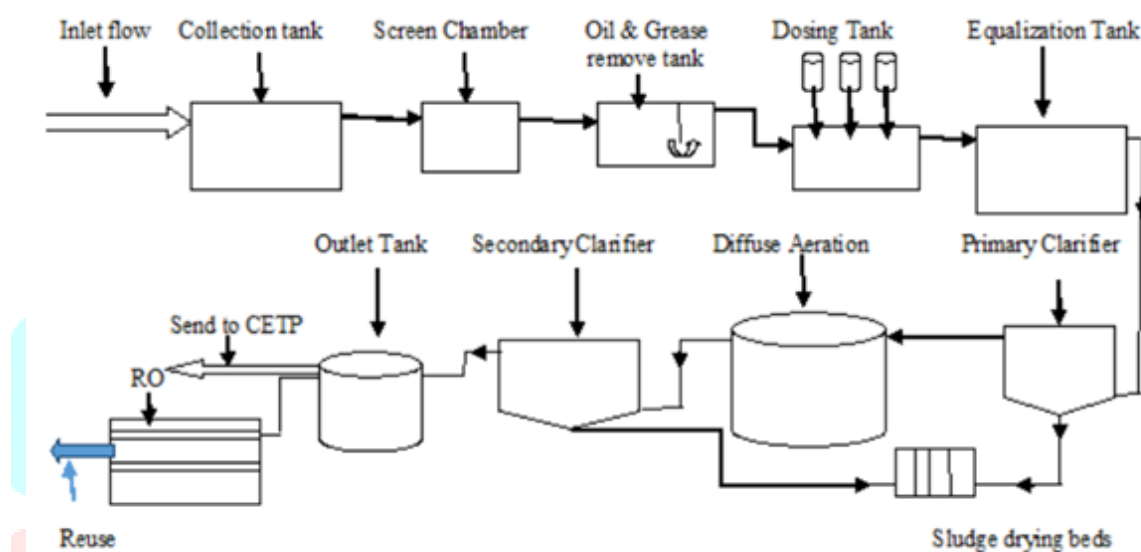 Inlet flow
Collection tank
Screen Chamber
Oil & Grease
remove tank
Dosing Tank
Equalization Tank
Outlet Tank
Secondary Clarifier
Diffuse Aeration
Primary Clarifier
Send to CETP
RO
Reuse
Sludge drying beds